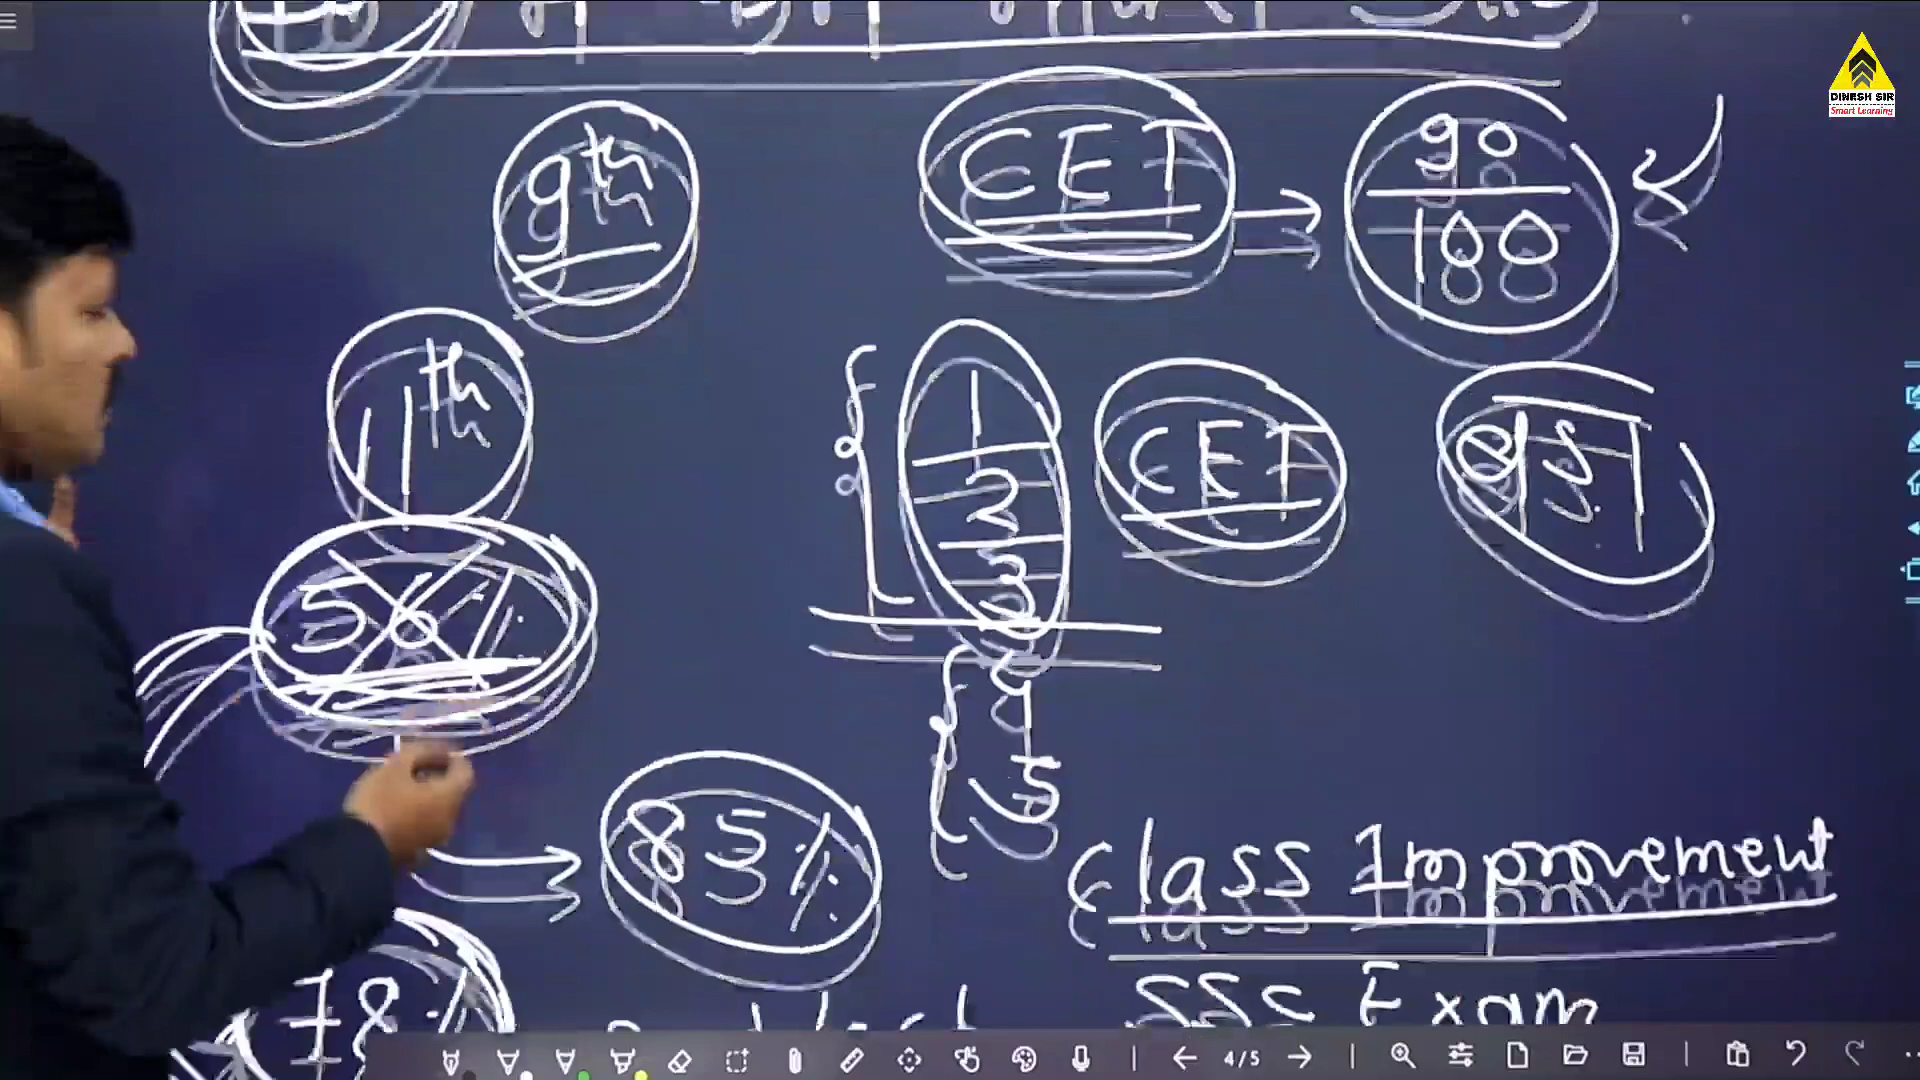 9th
CET
90
100
11th
1
2
3
CET
56%
4
5
85%
Class Improvement
78%
SSC Exam
4/5
DINESH SIR
Smart Learning